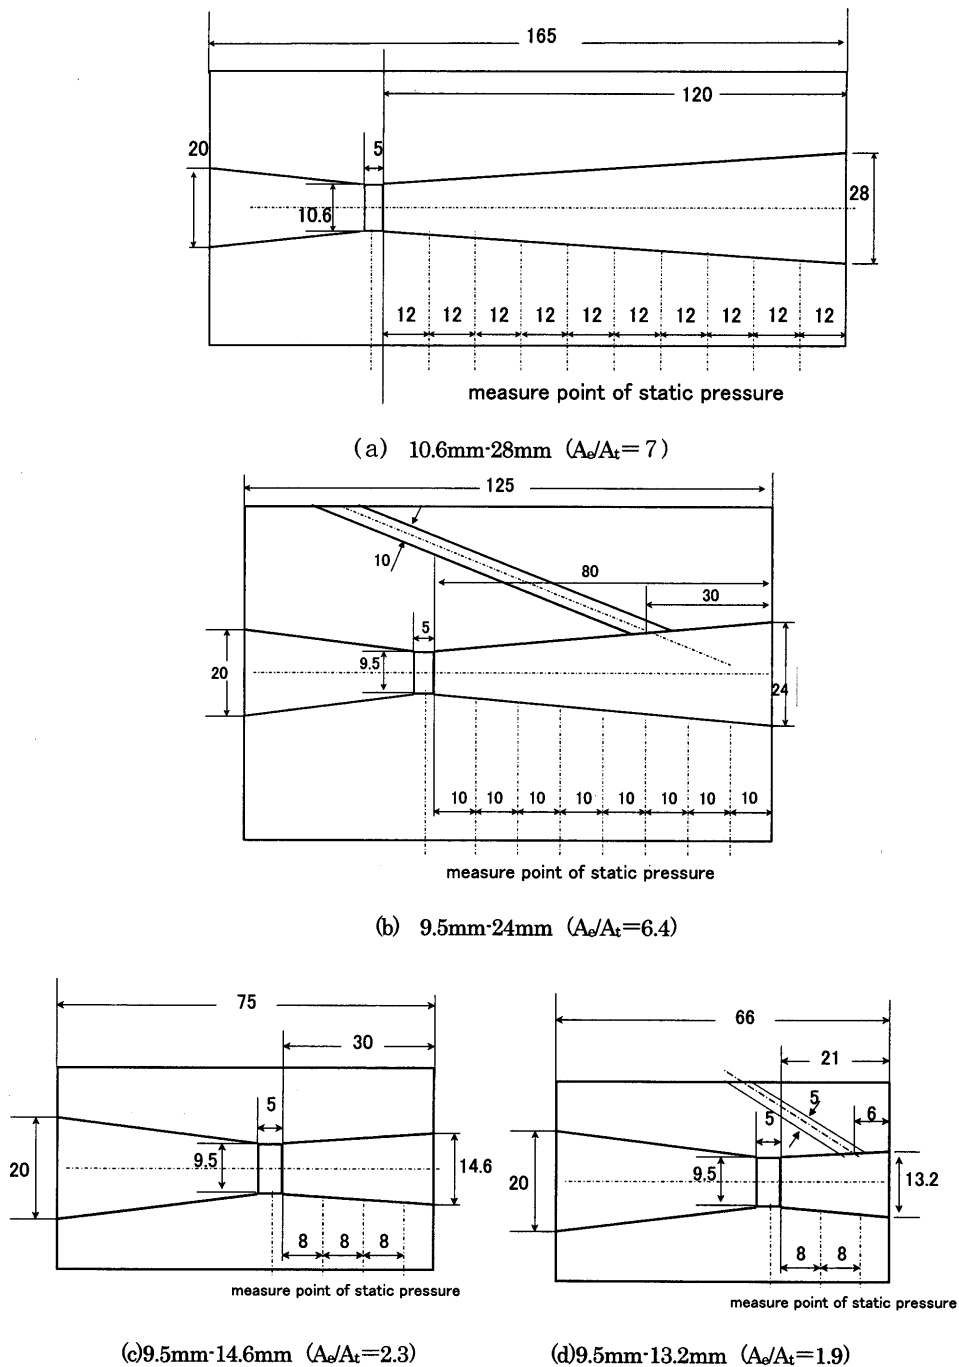 165
120
20
5
10.6
28
12 12 12 12 12 12 12 12 12 12
measure point of static pressure
(a) 10.6mm-28mm (Ae/At=7)
125
10
80
30
5
20
9.5
24
10 10 10 10 10 10 10 10
measure point of static pressure
(b) 9.5mm-24mm (Ae/At=6.4)
75
30
5
20
9.5
14.6
8 8 8
measure point of static pressure
(c)9.5mm-14.6mm (Ae/At=2.3)
66
21
5
6
5
20
9.5
13.2
8 8
measure point of static pressure
(d)9.5mm-13.2mm (Ae/At=1.9)